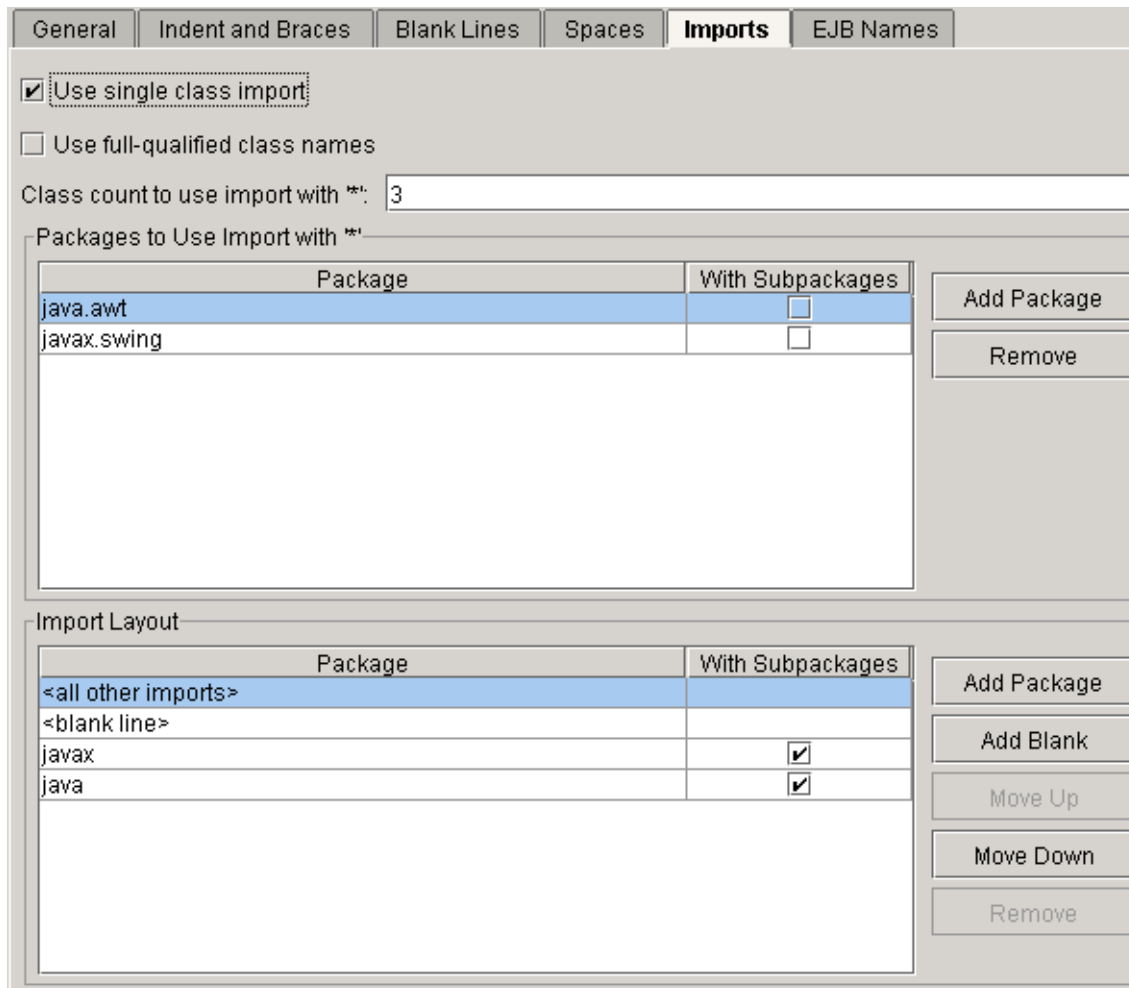 General Indent and Braces Blank Lines Spaces Imports EJB Names
Use single class import
Use full-qualified class names
Class count to use import with '*': 3
Packages to Use Import with '*'
Package With Subpackages
java.awt
javax.swing
Add Package
Remove
Import Layout
Package With Subpackages
<all other imports>
<blank line>
javax
java
Add Package
Add Blank
Move Up
Move Down
Remove